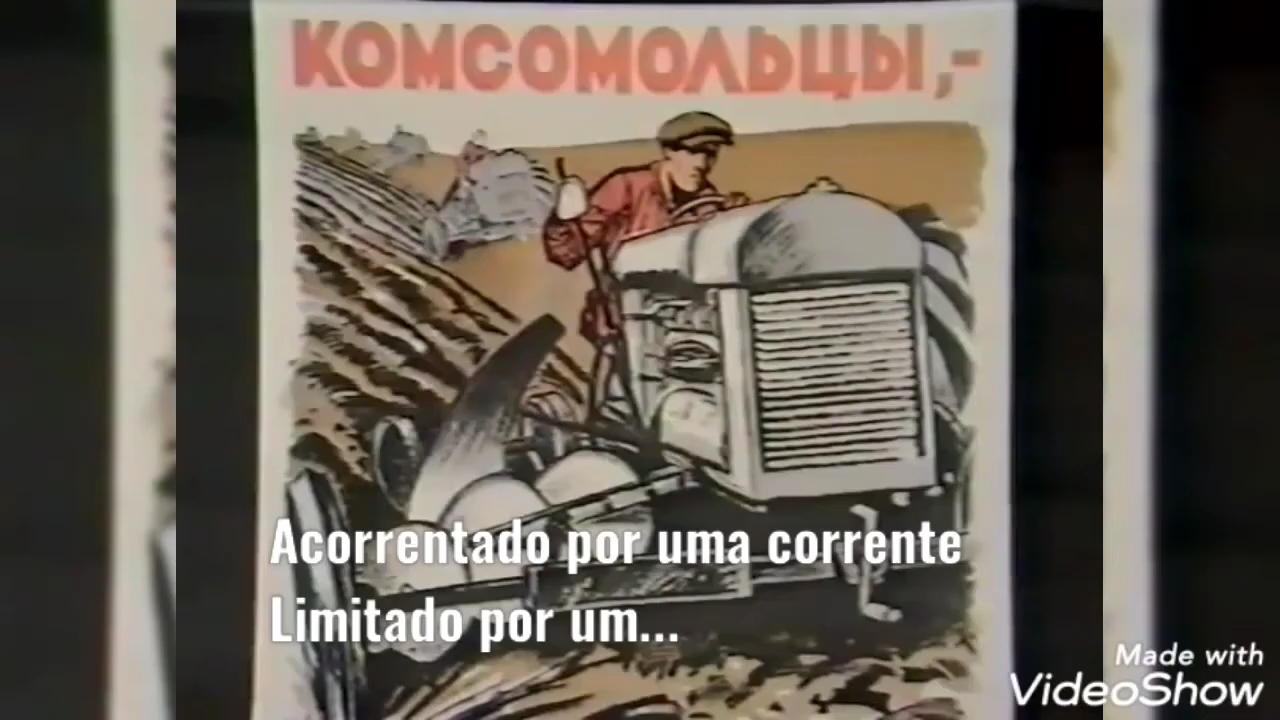 КОМСОМОЛЬЦЫ,-
Acorrentado por uma corrente
Limitado por um...
Made with
VideoShow